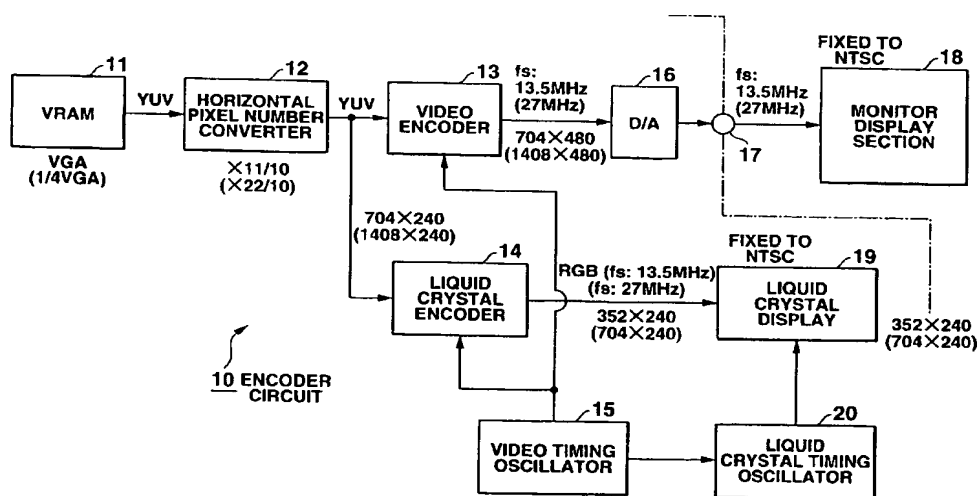 11
VRAM
VGA
(1/4VGA)
YUV
12
HORIZONTAL
PIXEL NUMBER
CONVERTER
×11/10
(×22/10)
YUV
13
VIDEO
ENCODER
fs:
13.5MHz
(27MHz)
704×480
(1408×480)
16
D/A
17
fs:
13.5MHz
(27MHz)
FIXED TO
NTSC
18
MONITOR
DISPLAY
SECTION
704×240
(1408×240)
14
LIQUID
CRYSTAL
ENCODER
RGB (fs: 13.5MHz)
(fs: 27MHz)
352×240
(704×240)
FIXED TO
NTSC
19
LIQUID
CRYSTAL
DISPLAY
352×240
(704×240)
10 ENCODER
CIRCUIT
15
VIDEO TIMING
OSCILLATOR
20
LIQUID
CRYSTAL TIMING
OSCILLATOR